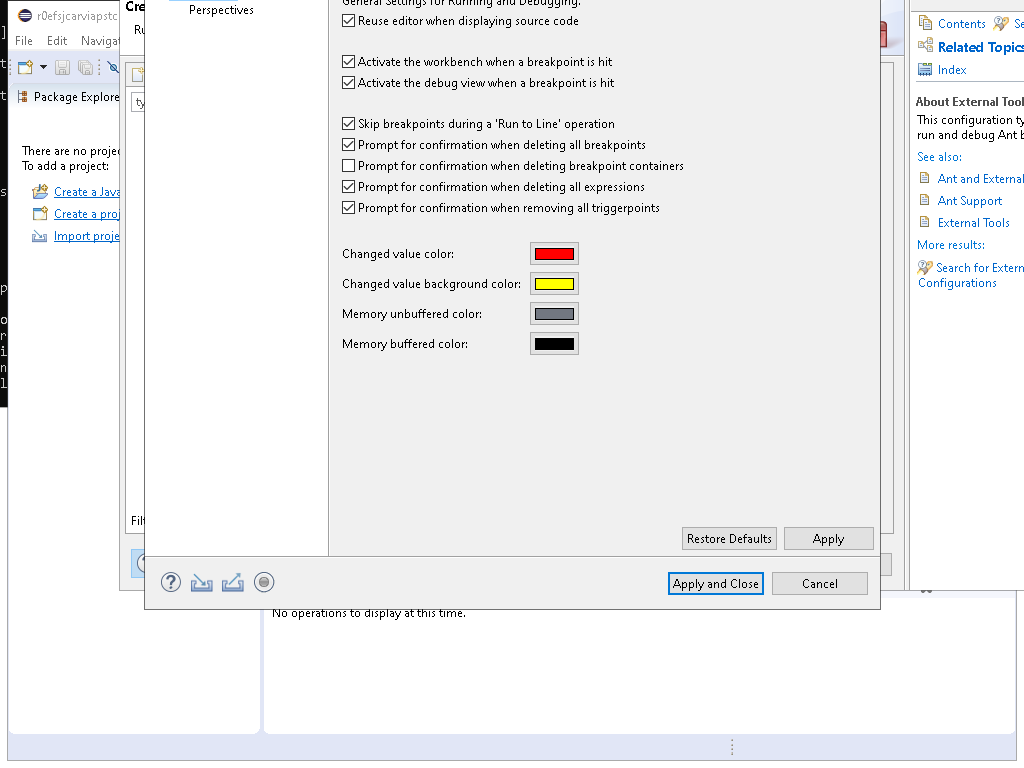 r0efsjcarviapstc
File Edit Navigat
Package Explore
There are no projec
To add a project:
Create a Java
Create a proj
Import proje
Cre
Ru
ty
Filt
Perspectives
General Settings for Running and Debugging.
Reuse editor when displaying source code
Activate the workbench when a breakpoint is hit
Activate the debug view when a breakpoint is hit
Skip breakpoints during a 'Run to Line' operation
Prompt for confirmation when deleting all breakpoints
Prompt for confirmation when deleting breakpoint containers
Prompt for confirmation when deleting all expressions
Prompt for confirmation when removing all triggerpoints
Changed value color:
Changed value background color:
Memory unbuffered color:
Memory buffered color:
Restore Defaults Apply
Apply and Close Cancel
No operations to display at this time.
Contents Se
Related Topics
Index
About External Tool
This configuration ty
run and debug Ant b
See also:
Ant and External
Ant Support
External Tools
More results:
Search for Extern
Configurations